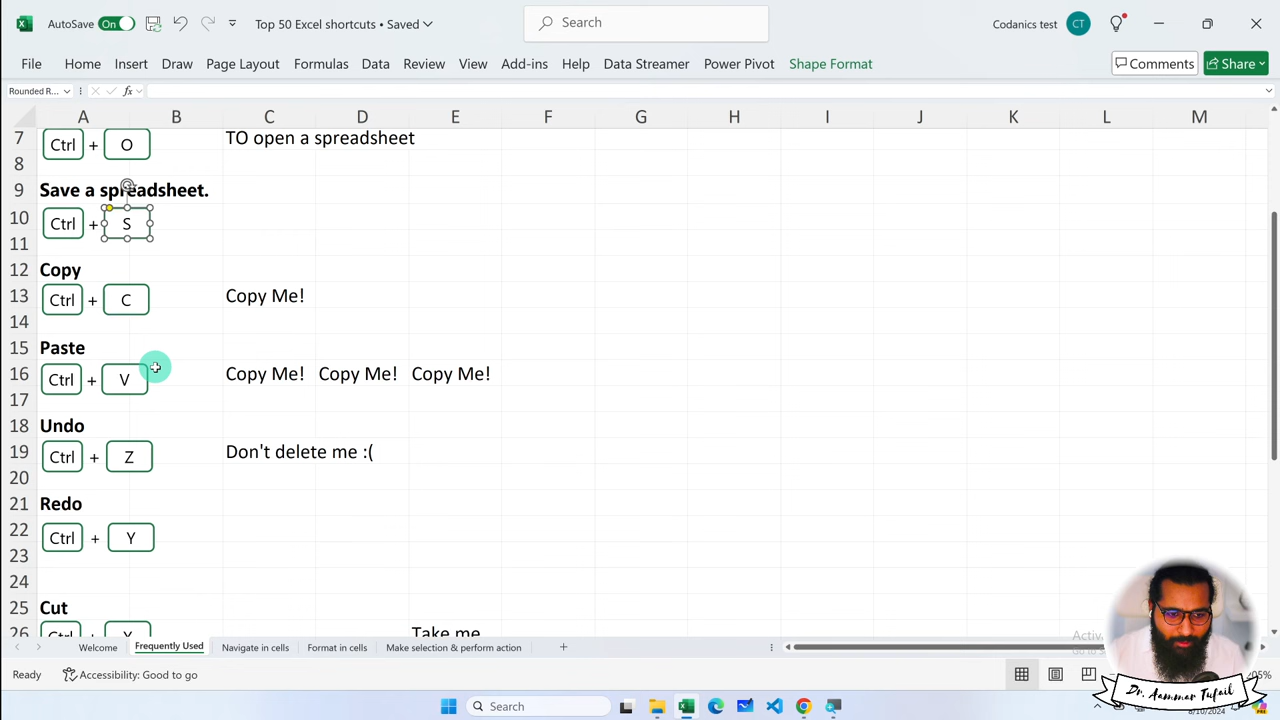 AutoSave On Top 50 Excel shortcuts • Saved Search Codanics test CT
File Home Insert Draw Page Layout Formulas Data Review View Add-ins Help Data Streamer Power Pivot Shape Format Comments Share
Rounded R... fx
A B C D E F G H I J K L M
7 Ctrl + O TO open a spreadsheet
8
9 Save a spreadsheet.
10 Ctrl + S
11
12 Copy
13 Ctrl + C Copy Me!
14
15 Paste
16 Ctrl + V Copy Me! Copy Me! Copy Me!
17
18 Undo
19 Ctrl + Z Don't delete me :(
20
21 Redo
22 Ctrl + Y
23
24
25 Cut
26 Ctrl + X Take me
Welcome Frequently Used Navigate in cells Format in cells Make selection & perform action
Ready Accessibility: Good to go
Dr. Aammar Tufail
Search 8/10/2024